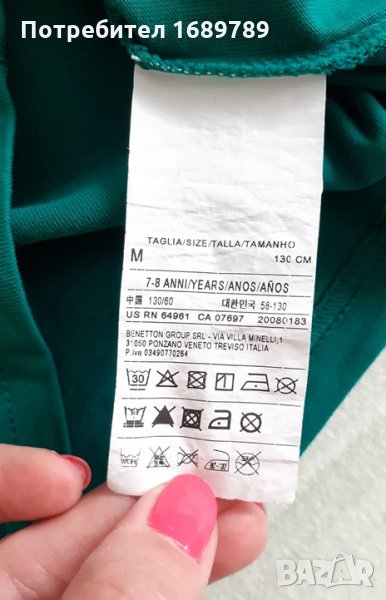 Потребител 1689789
TAGLIA/SIZE/TALLA/TAMANHO
M 130 CM
7-8 ANNI/YEARS/ANOS/AÑOS
中国 130/60 대한민국 58-130
US RN 64961 CA 07697 20080183
BENETTON GROUP SRL - VIA VILLA MINELLI,1
31050 PONZANO VENETO TREVISO ITALIA
P.iva 03490770264
30
BAZAR